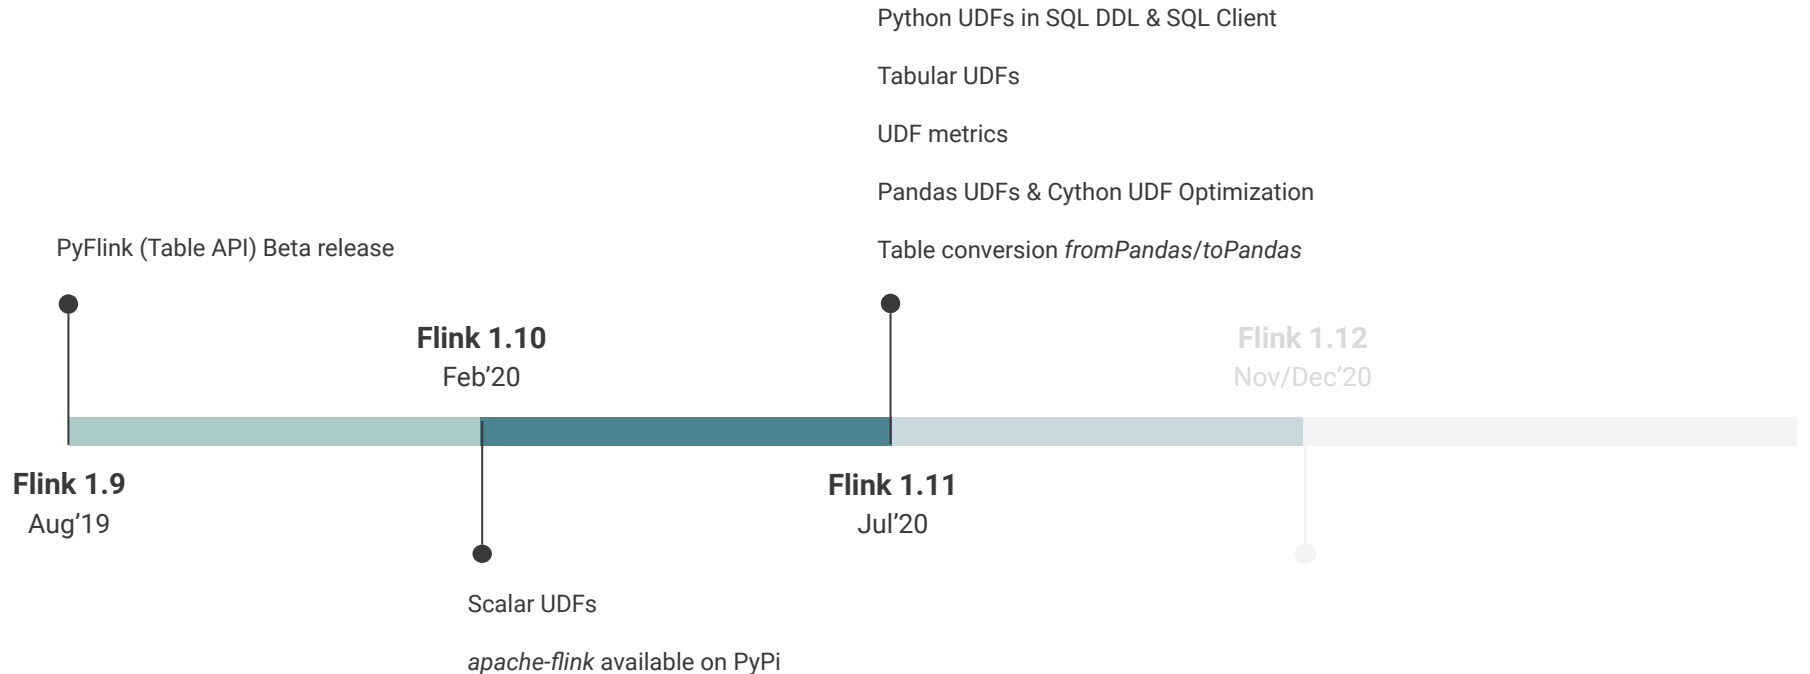 Python UDFs in SQL DDL & SQL Client
Tabular UDFs
UDF metrics
Pandas UDFs & Cython UDF Optimization
Table conversion fromPandas/toPandas
PyFlink (Table API) Beta release
Flink 1.10
Feb’20
Flink 1.12
Nov/Dec’20
Flink 1.9
Aug’19
Flink 1.11
Jul’20
Scalar UDFs
apache-flink available on PyPi